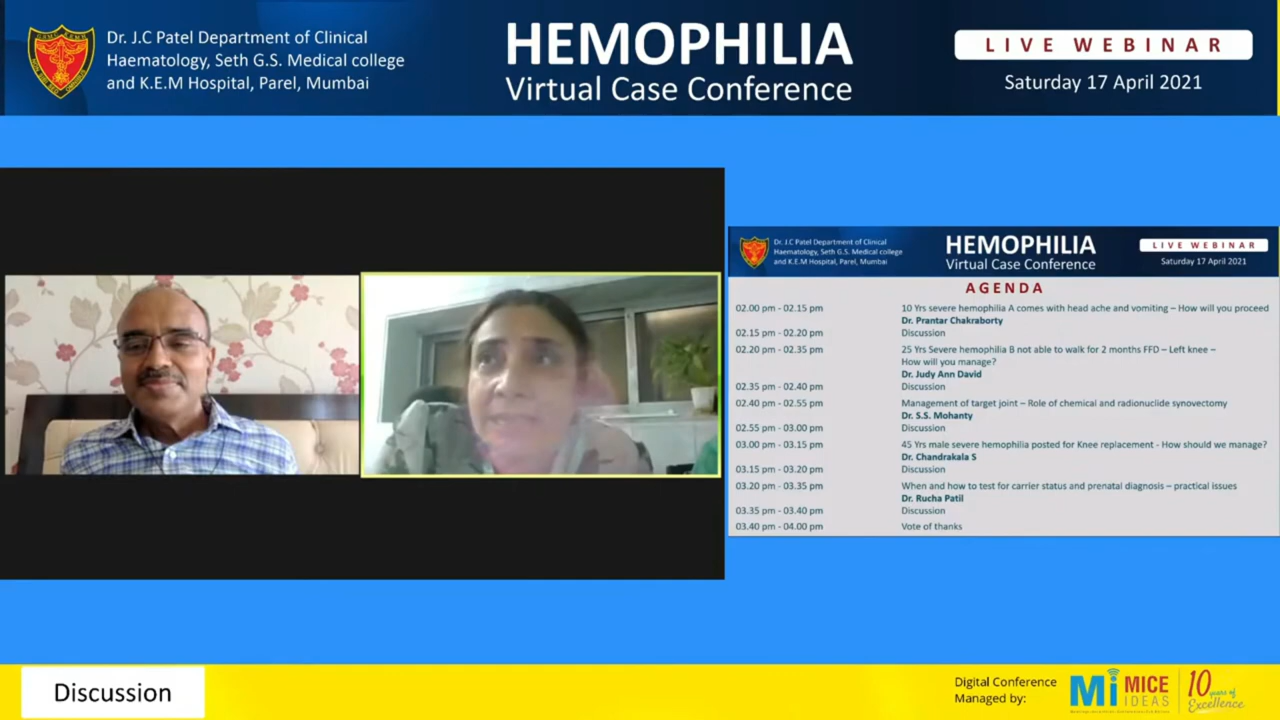 Dr. J.C Patel Department of Clinical
Haematology, Seth G.S. Medical college
and K.E.M Hospital, Parel, Mumbai
HEMOPHILIA
Virtual Case Conference
LIVE WEBINAR
Saturday 17 April 2021
Dr. J.C Patel Department of Clinical
Haematology, Seth G.S. Medical college
and K.E.M Hospital, Parel, Mumbai
HEMOPHILIA
Virtual Case Conference
LIVE WEBINAR
Saturday 17 April 2021
AGENDA
02.00 pm - 02.15 pm 10 Yrs severe hemophilia A comes with head ache and vomiting – How will you proceed
Dr. Prantar Chakraborty
02.15 pm - 02.20 pm Discussion
02.20 pm - 02.35 pm 25 Yrs Severe hemophilia B not able to walk for 2 months FFD – Left knee –
How will you manage?
Dr. Judy Ann David
02.35 pm - 02.40 pm Discussion
02.40 pm - 02.55 pm Management of target joint – Role of chemical and radionuclide synovectomy
Dr. S.S. Mohanty
02.55 pm - 03.00 pm Discussion
03.00 pm - 03.15 pm 45 Yrs male severe hemophilia posted for Knee replacement - How should we manage?
Dr. Chandrakala S
03.15 pm - 03.20 pm Discussion
03.20 pm - 03.35 pm When and how to test for carrier status and prenatal diagnosis – practical issues
Dr. Rucha Patil
03.35 pm - 03.40 pm Discussion
03.40 pm - 04.00 pm Vote of thanks
Discussion
Digital Conference
Managed by:
Mi MICE
IDEAS
10 years of
Excellence